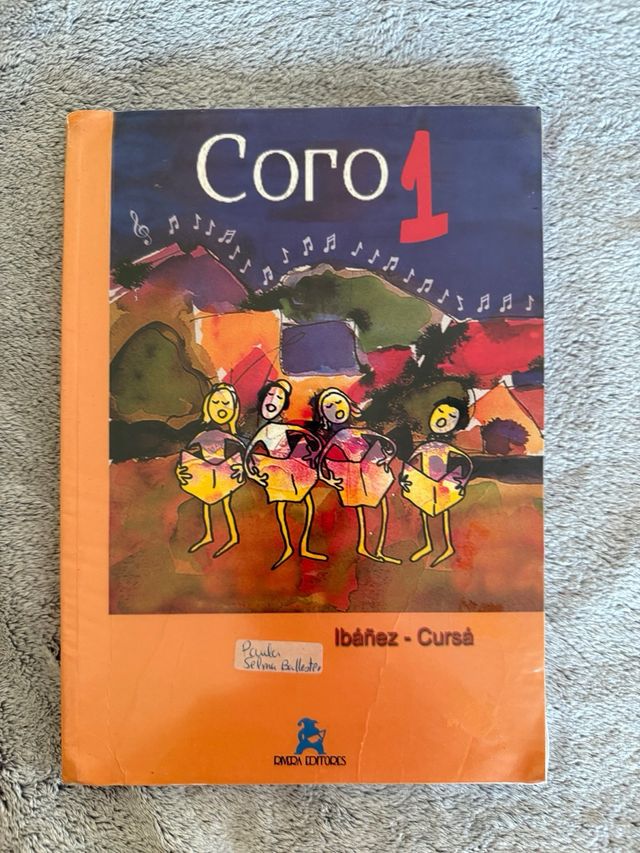 Coro 1
Ibáñez - Cursá
Paula
Selma Ballester
RIVERA EDITORES